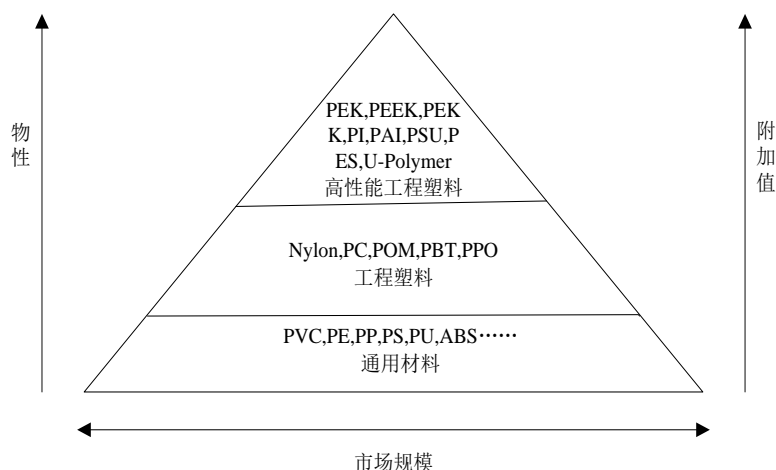 PEK,PEEK,PEK
K,PI,PAI,PSU,P
ES,U-Polymer
高性能工程塑料
物性
附加值
Nylon,PC,POM,PBT,PPO
工程塑料
PVC,PE,PP,PS,PU,ABS……
通用材料
市场规模